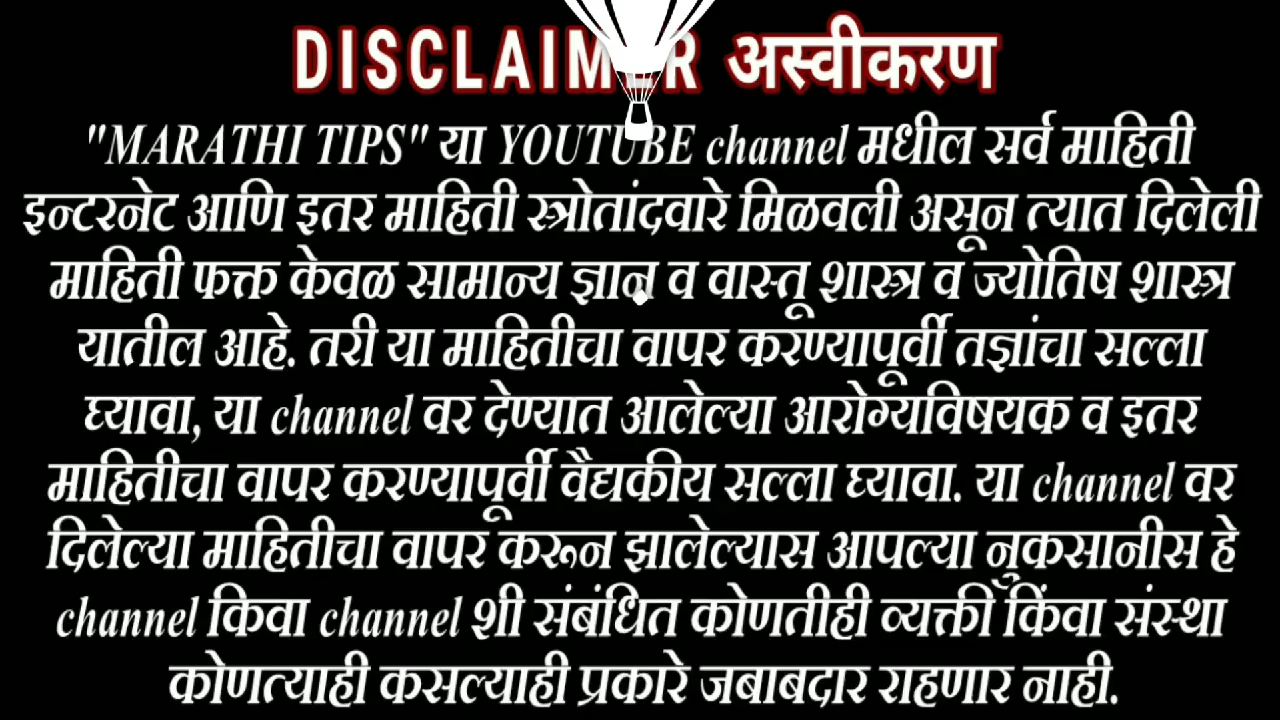 DISCLAIMER अस्वीकरण
"MARATHI TIPS" या YOUTUBE channel मधील सर्व माहिती
इन्टरनेट आणि इतर माहिती स्त्रोतांदवारे मिळवली असून त्यात दिलेली
माहिती फक्त केवळ सामान्य ज्ञान व वास्तू शास्त्र व ज्योतिष शास्त्र
यातील आहे. तरी या माहितीचा वापर करण्यापूर्वी तज्ञांचा सल्ला
घ्यावा, या channel वर देण्यात आलेल्या आरोग्यविषयक व इतर
माहितीचा वापर करण्यापूर्वी वैद्यकीय सल्ला घ्यावा. या channel वर
दिलेल्या माहितीचा वापर करून झालेल्यास आपल्या नुकसानीस हे
channel किवा channel शी संबंधित कोणतीही व्यक्ती किंवा संस्था
कोणत्याही कसल्याही प्रकारे जबाबदार राहणार नाही.